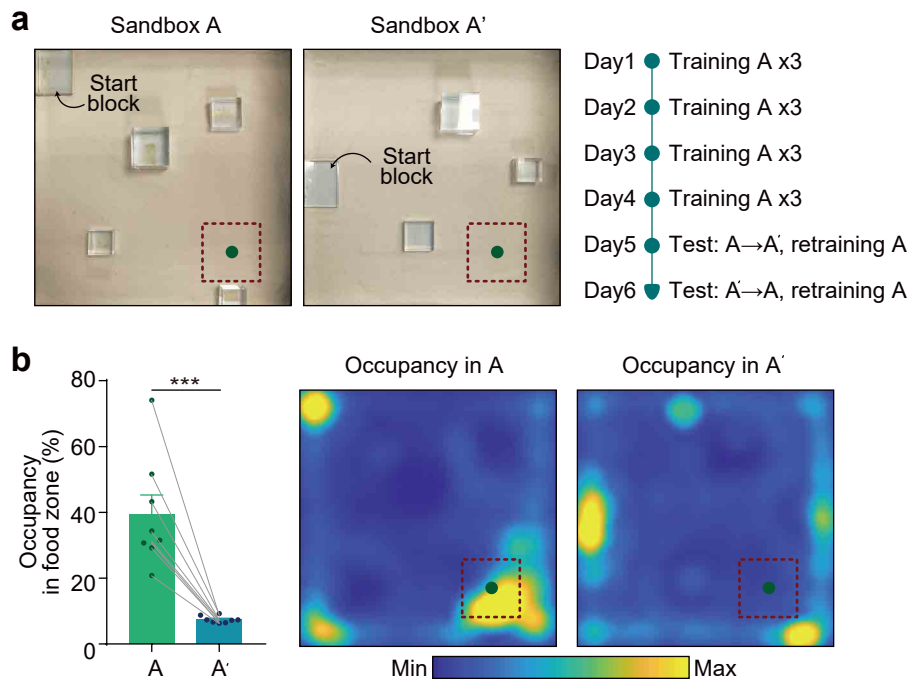 a
Sandbox A
Sandbox A'
Start
block
Start
block
Day1 Training A x3
Day2 Training A x3
Day3 Training A x3
Day4 Training A x3
Day5 Test: A→A′, retraining A
Day6 Test: A′→A, retraining A
b
Occupancy
in food zone (%)
80
60
40
20
0
***
A
A′
Occupancy in A
Occupancy in A′
Min
Max